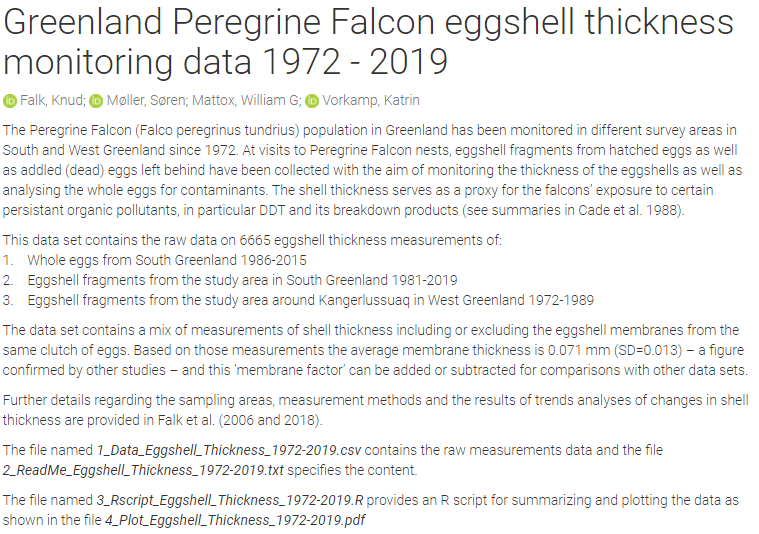 Greenland Peregrine Falcon eggshell thickness
monitoring data 1972 - 2019
iD Falk, Knud; iD Møller, Søren; Mattox, William G; iD Vorkamp, Katrin
The Peregrine Falcon (Falco peregrinus tundrius) population in Greenland has been monitored in different survey areas in
South and West Greenland since 1972. At visits to Peregrine Falcon nests, eggshell fragments from hatched eggs as well
as addled (dead) eggs left behind have been collected with the aim of monitoring the thickness of the eggshells as well as
analysing the whole eggs for contaminants. The shell thickness serves as a proxy for the falcons' exposure to certain
persistant organic pollutants, in particular DDT and its breakdown products (see summaries in Cade et al. 1988).
This data set contains the raw data on 6665 eggshell thickness measurements of:
1. Whole eggs from South Greenland 1986-2015
2. Eggshell fragments from the study area in South Greenland 1981-2019
3. Eggshell fragments from the study area around Kangerlussuaq in West Greenland 1972-1989
The data set contains a mix of measurements of shell thickness including or excluding the eggshell membranes from the
same clutch of eggs. Based on those measurements the average membrane thickness is 0.071 mm (SD=0.013) – a figure
confirmed by other studies – and this 'membrane factor' can be added or subtracted for comparisons with other data sets.
Further details regarding the sampling areas, measurement methods and the results of trends analyses of changes in shell
thickness are provided in Falk et al. (2006 and 2018).
The file named 1_Data_Eggshell_Thickness_1972-2019.csv contains the raw measurements data and the file
2_ReadMe_Eggshell_Thickness_1972-2019.txt specifies the content.
The file named 3_Rscript_Eggshell_Thickness_1972-2019.R provides an R script for summarizing and plotting the data as
shown in the file 4_Plot_Eggshell_Thickness_1972-2019.pdf